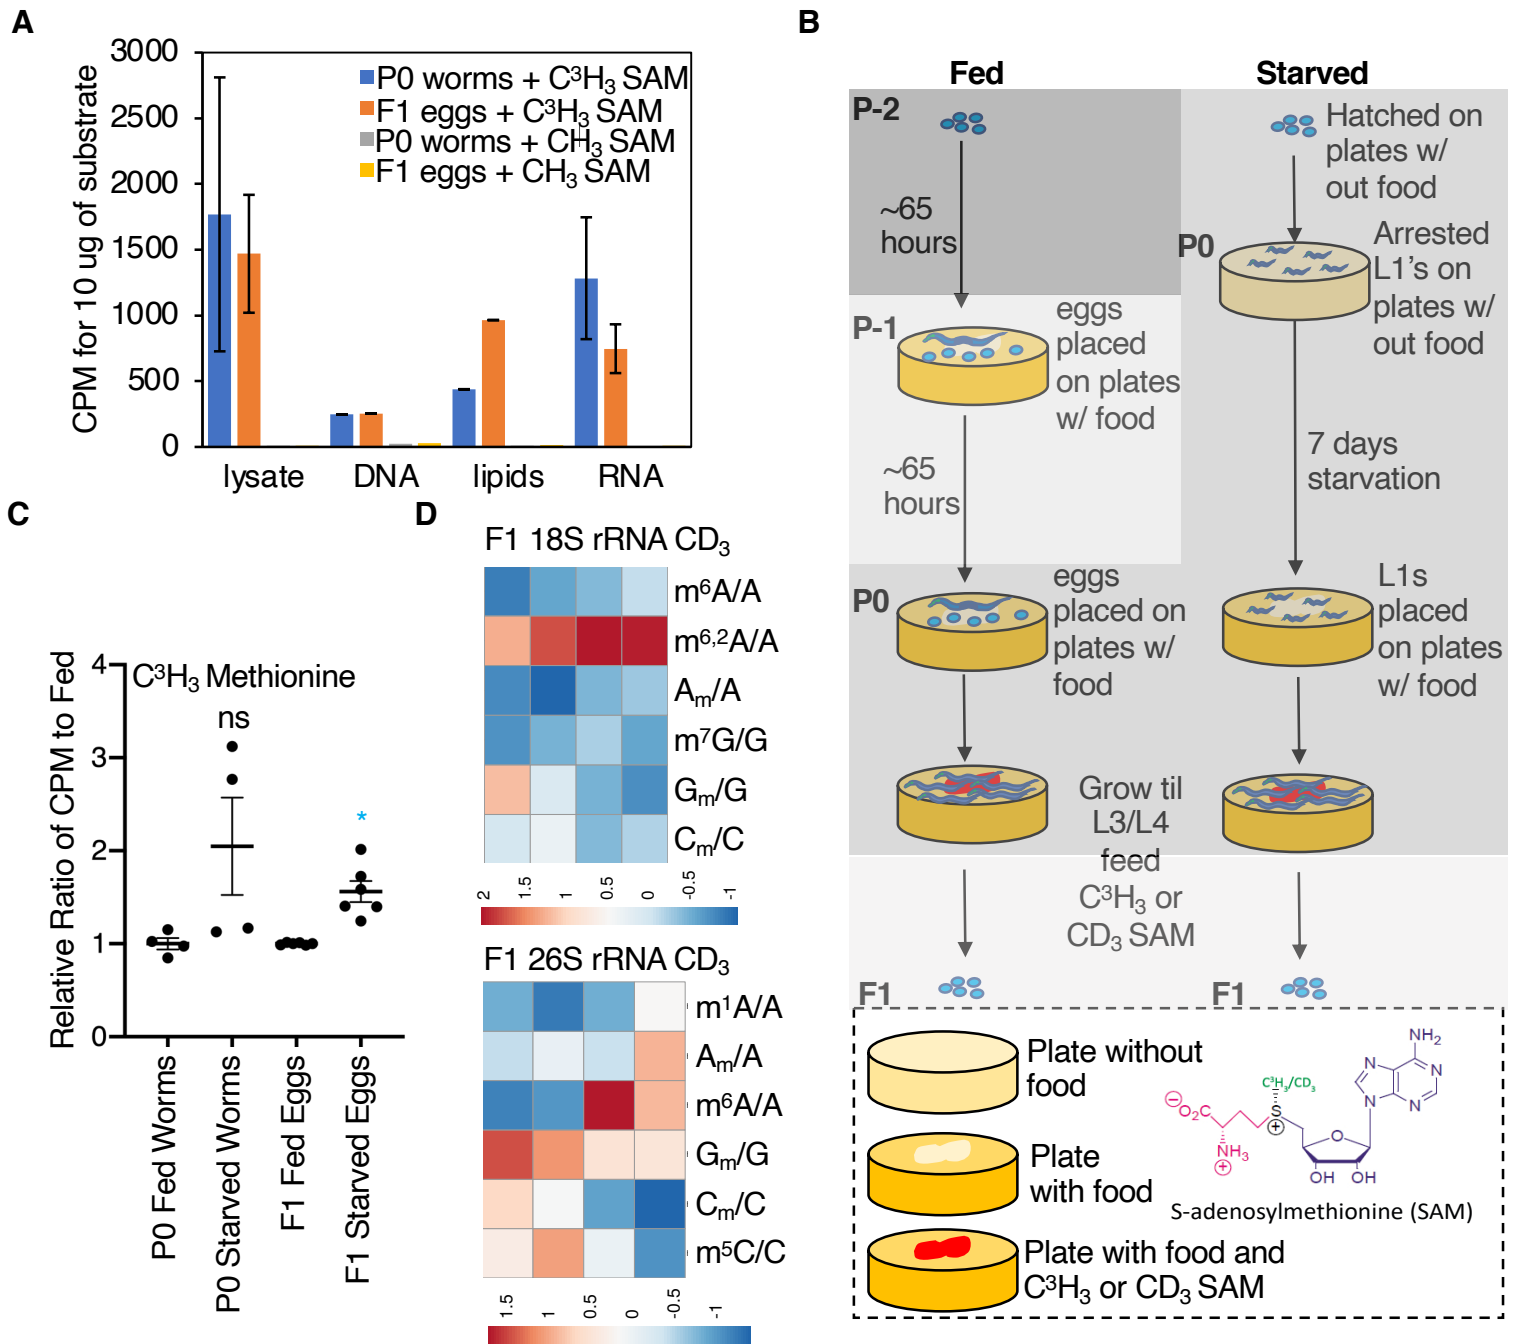 A
3000
2500
2000
1500
1000
500
0
CPM for 10 ug of substrate
P0 worms + C³H₃ SAM
F1 eggs + C³H₃ SAM
P0 worms + CH₃ SAM
F1 eggs + CH₃ SAM
lysate
DNA
lipids
RNA
B
Fed
Starved
P-2
~65
hours
Hatched on
plates w/
out food
P0
Arrested
L1's on
plates w/
out food
P-1
eggs
placed
on plates
w/ food
~65
hours
7 days
starvation
P0
eggs
placed on
plates w/
food
L1s
placed
on plates
w/ food
Grow til
L3/L4
feed
C³H₃ or
CD₃ SAM
F1
F1
Plate without
food
Plate
with food
Plate with food and
C³H₃ or CD₃ SAM
C³H₃/CD₃
⊖O₂C
S
⊕
NH₃
⊕
O
OH
OH
N
N
N
N
NH₂
S-adenosylmethionine (SAM)
C
Relative Ratio of CPM to Fed
4
3
2
1
0
C³H₃ Methionine
ns
*
P0 Fed Worms
P0 Starved Worms
F1 Fed Eggs
F1 Starved Eggs
D
F1 18S rRNA CD₃
m⁶A/A
m⁶,²A/A
Aₘ/A
m⁷G/G
Gₘ/G
Cₘ/C
2
1.5
1
0.5
0
-0.5
-1
F1 26S rRNA CD₃
m¹A/A
Aₘ/A
m⁶A/A
Gₘ/G
Cₘ/C
m⁵C/C
1.5
1
0.5
0
-0.5
-1